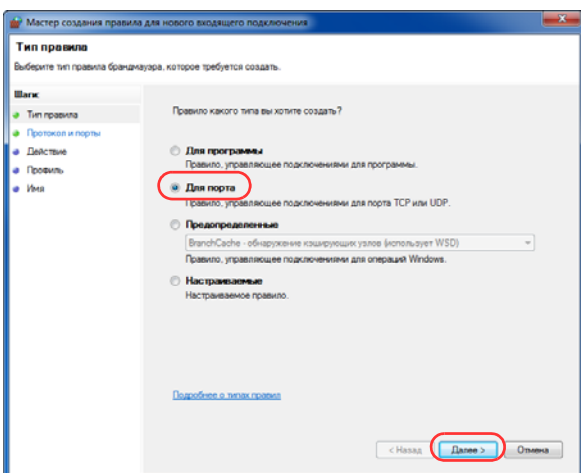 Мастер создания правила для нового входящего подключения
Тип правила
Выберите тип правила брандмауэра, которое требуется создать.
Шаги:
Тип правила
Протокол и порты
Действие
Профиль
Имя
Правило какого типа вы хотите создать?
Для программы
Правило, управляющее подключениями для программы.
Для порта
Правило, управляющее подключениями для порта TCP или UDP.
Предопределенные
BranchCache - обнаружение кэширующих узлов (использует WSD)
Правило, управляющее подключениями для операций Windows.
Настраиваемые
Настраиваемое правило.
Подробнее о типах правил
< Назад
Далее >
Отмена